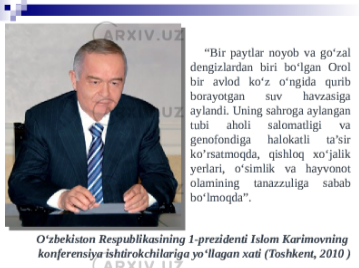 ARXIV.UZ
“Bir paytlar noyob va go‘zal
dengizlardan biri bo‘lgan Orol
bir avlod ko‘z o‘ngida qurib
borayotgan suv havzasiga
aylandi. Uning sahroga aylangan
tubi aholi salomatligi va
genofondiga halokatli ta’sir
ko’rsatmoqda, qishloq xo‘jalik
yerlari, o‘simlik va hayvonot
olamining tanazzuliga sabab
bo‘lmoqda”.
O‘zbekiston Respublikasining 1-prezidenti Islom Karimovning
konferensiya ishtirokchilariga yo‘llagan xati (Toshkent, 2010 )